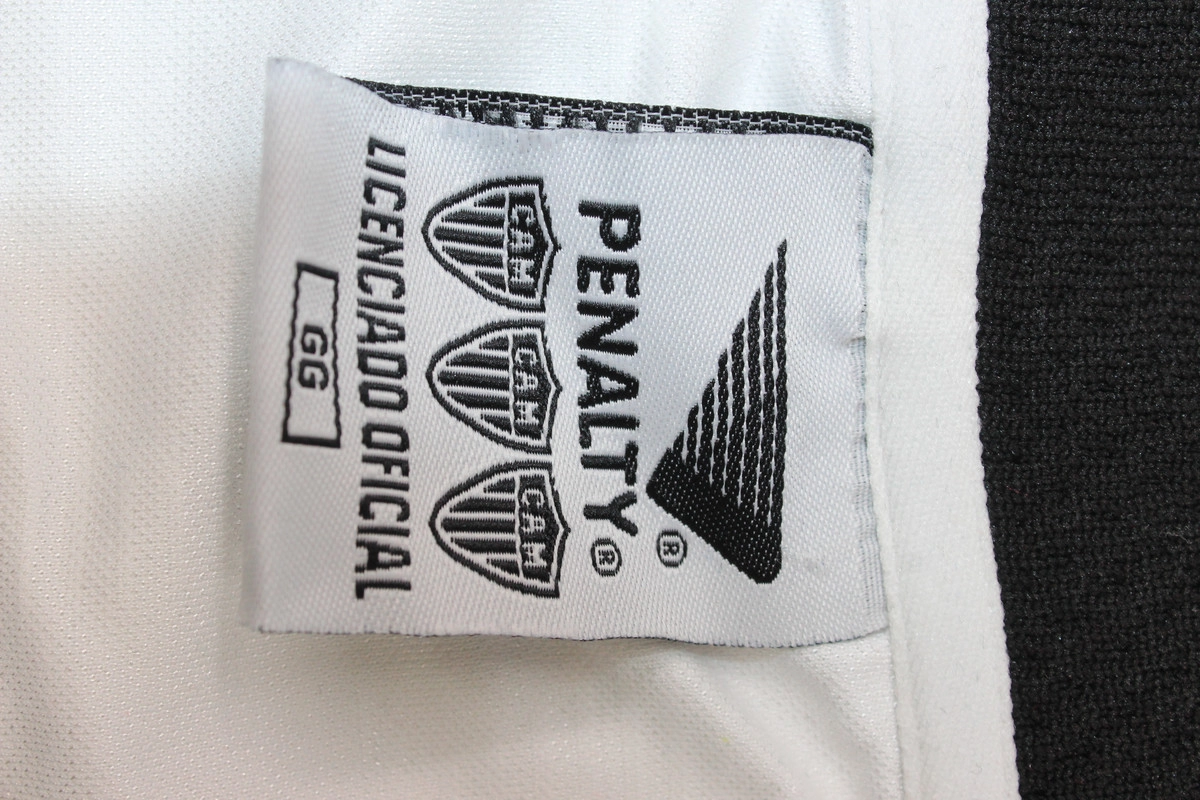 ®
PENALTY®
CAM CAM CAM
LICENCIADO OFICIAL
GG